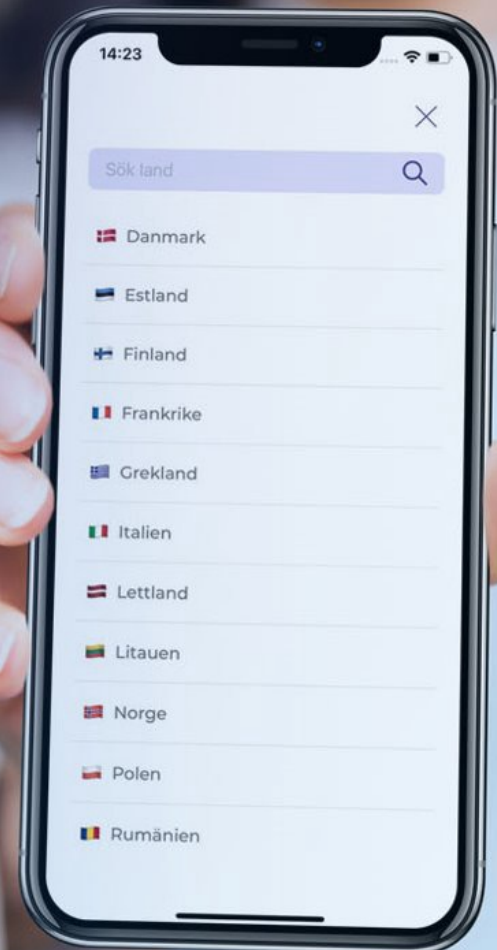 14:23
Sök land
Danmark
Estland
Finland
Frankrike
Grekland
Italien
Lettland
Litauen
Norge
Polen
Rumänien